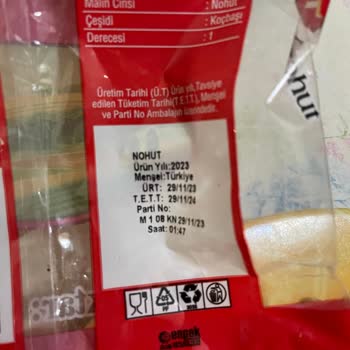 Malın Cinsi : Nohut
Çeşidi : Koçbaşı
Derecesi : 1
Üretim Tarihi (Ü.T) Ürün yılı, Tavsiye
edilen Tüketim Tarihi(T.E.T.T.), Menşei
ve Parti No Ambalajın üzerindedir.
NOHUT
Ürün Yılı:2023
Menşei:Türkiye
ÜRT: 29/11/23
T.E.T.T: 29/11/24
Parti No:
M 1 08 KN 29/11/23
Saat: 01:47
PP
hut